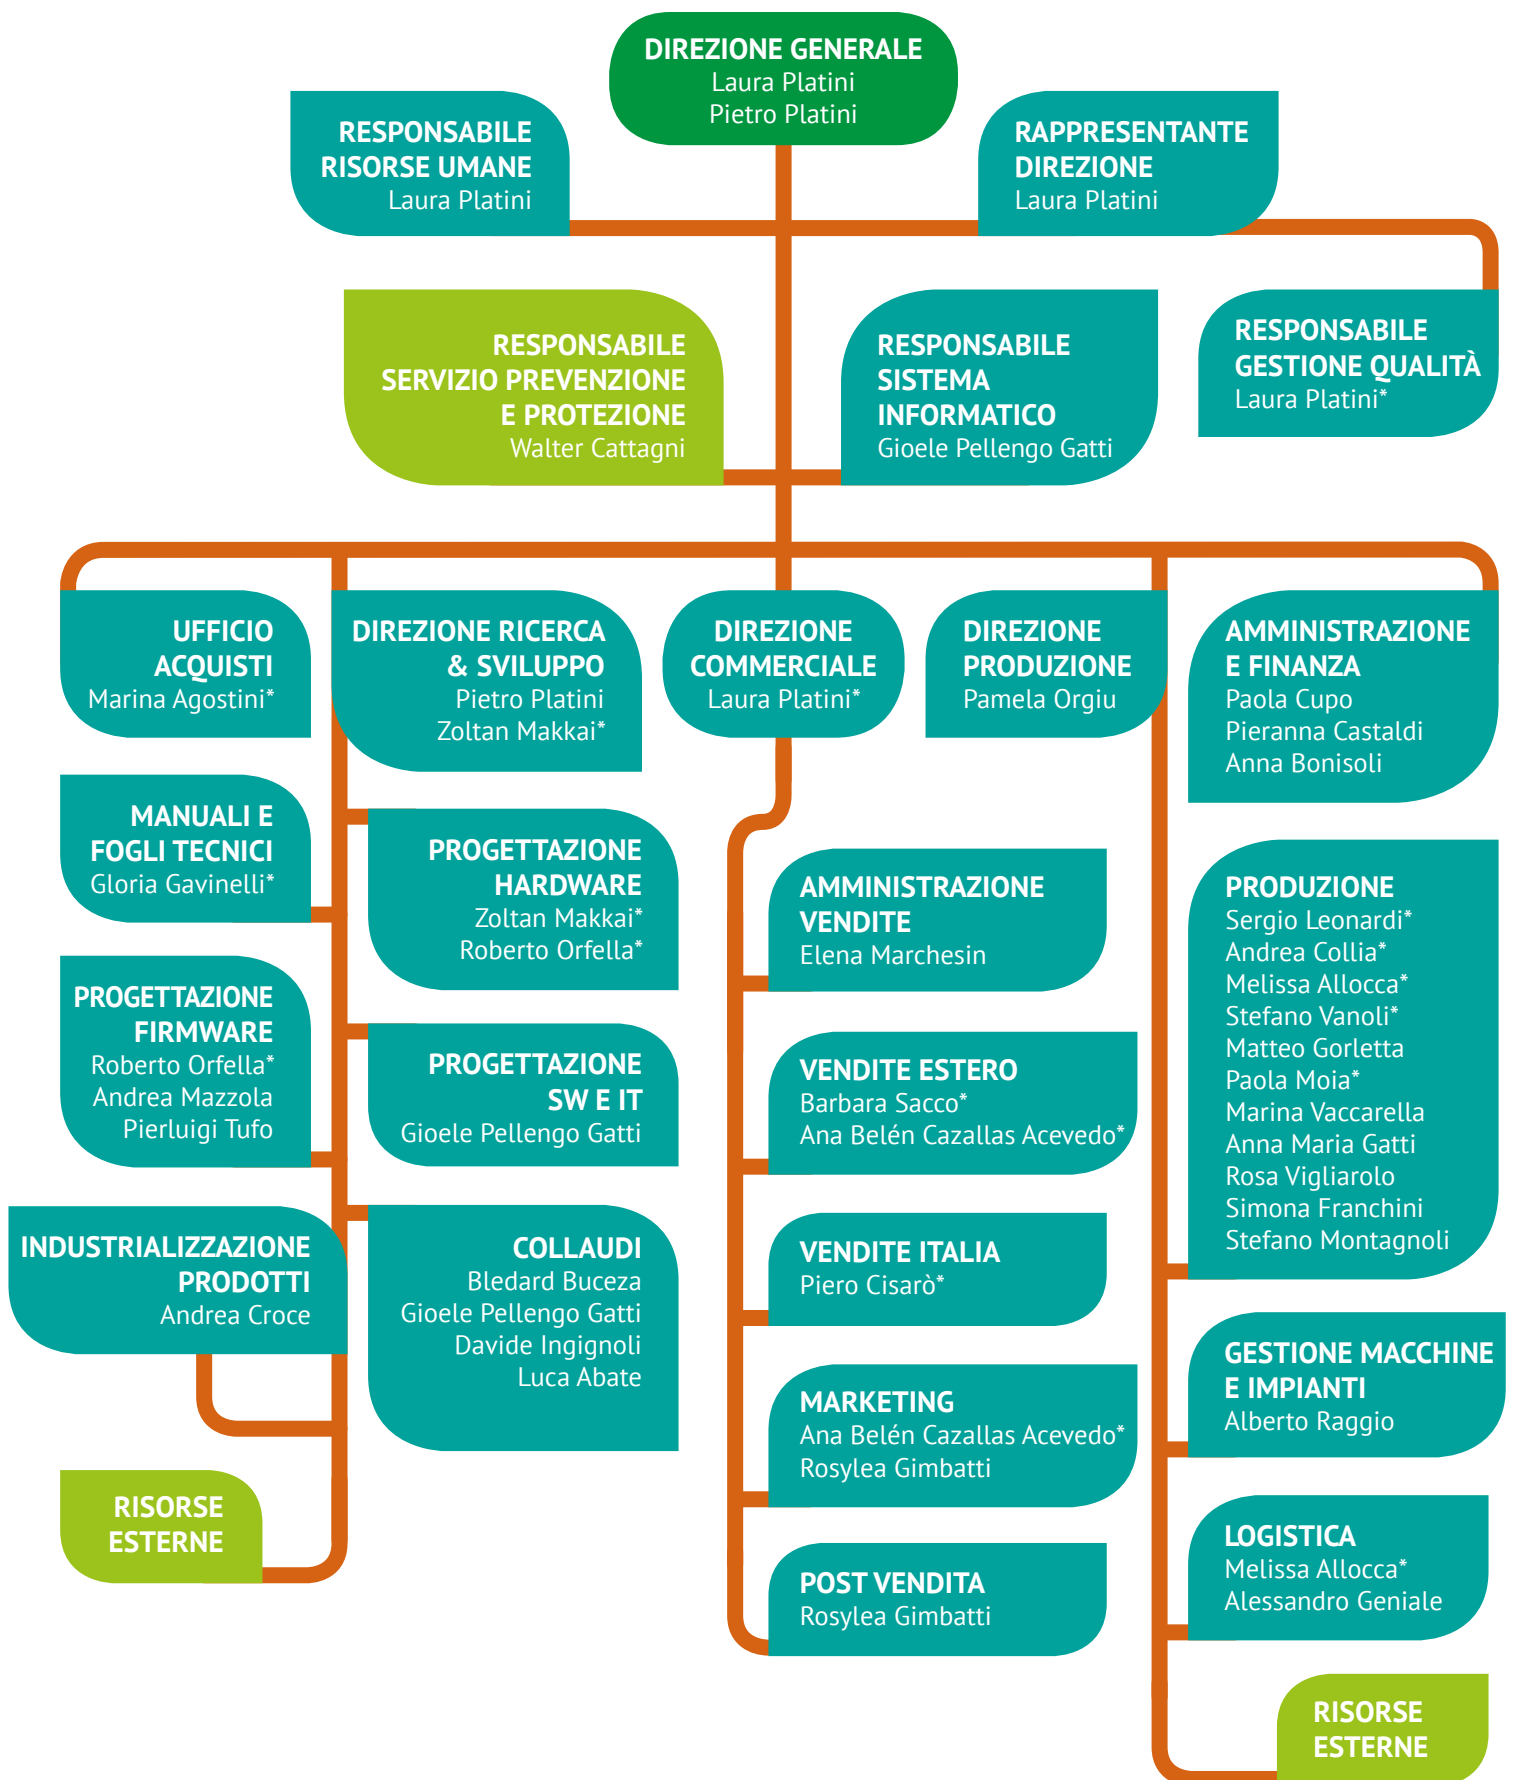 DIREZIONE GENERALE
Laura Platini
Pietro Platini
RESPONSABILE
RISORSE UMANE
Laura Platini
RAPPRESENTANTE
DIREZIONE
Laura Platini
RESPONSABILE
SERVIZIO PREVENZIONE
E PROTEZIONE
Walter Cattagni
RESPONSABILE
SISTEMA
INFORMATICO
Gioele Pellengo Gatti
RESPONSABILE
GESTIONE QUALITÀ
Laura Platini*
UFFICIO
ACQUISTI
Marina Agostini*
DIREZIONE RICERCA
& SVILUPPO
Pietro Platini
Zoltan Makkai*
DIREZIONE
COMMERCIALE
Laura Platini*
DIREZIONE
PRODUZIONE
Pamela Orgiu
AMMINISTRAZIONE
E FINANZA
Paola Cupo
Pieranna Castaldi
Anna Bonisoli
MANUALI E
FOGLI TECNICI
Gloria Gavinelli*
PROGETTAZIONE
HARDWARE
Zoltan Makkai*
Roberto Orfella*
PROGETTAZIONE
FIRMWARE
Roberto Orfella*
Andrea Mazzola
Pierluigi Tufo
PROGETTAZIONE
SW E IT
Gioele Pellengo Gatti
INDUSTRIALIZZAZIONE
PRODOTTI
Andrea Croce
COLLAUDI
Bledard Buceza
Gioele Pellengo Gatti
Davide Ingignoli
Luca Abate
RISORSE
ESTERNE
AMMINISTRAZIONE
VENDITE
Elena Marchesin
VENDITE ESTERO
Barbara Sacco*
Ana Belén Cazallas Acevedo*
VENDITE ITALIA
Piero Cisarò*
MARKETING
Ana Belén Cazallas Acevedo*
Rosylea Gimbatti
POST VENDITA
Rosylea Gimbatti
PRODUZIONE
Sergio Leonardi*
Andrea Collia*
Melissa Allocca*
Stefano Vanoli*
Matteo Gorletta
Paola Moia*
Marina Vaccarella
Anna Maria Gatti
Rosa Vigliarolo
Simona Franchini
Stefano Montagnoli
GESTIONE MACCHINE
E IMPIANTI
Alberto Raggio
LOGISTICA
Melissa Allocca*
Alessandro Geniale
RISORSE
ESTERNE